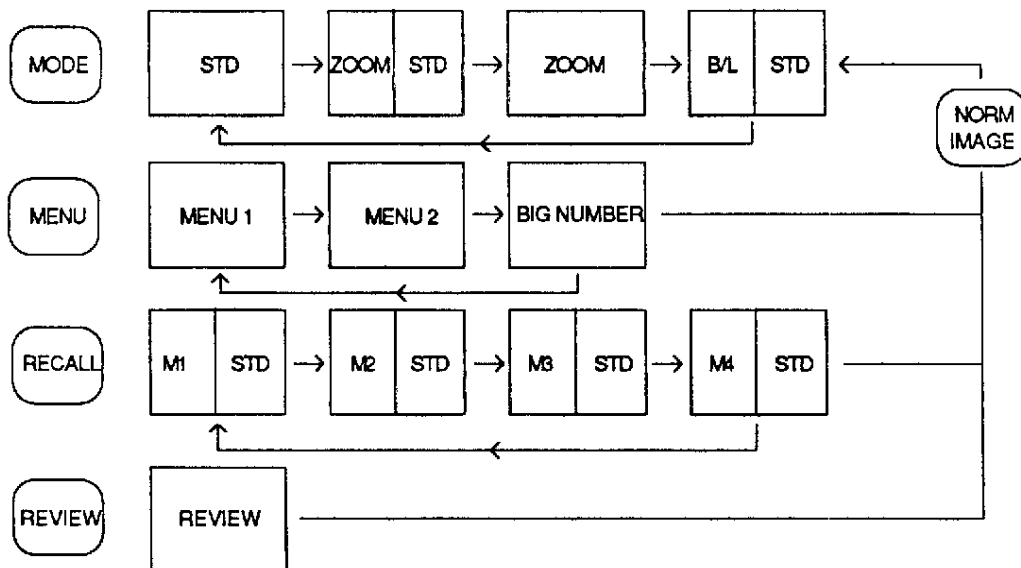 MODE STD ZOOM STD ZOOM B/L STD
NORM
IMAGE
MENU MENU 1 MENU 2 BIG NUMBER
RECALL M1 STD M2 STD M3 STD M4 STD
REVIEW REVIEW